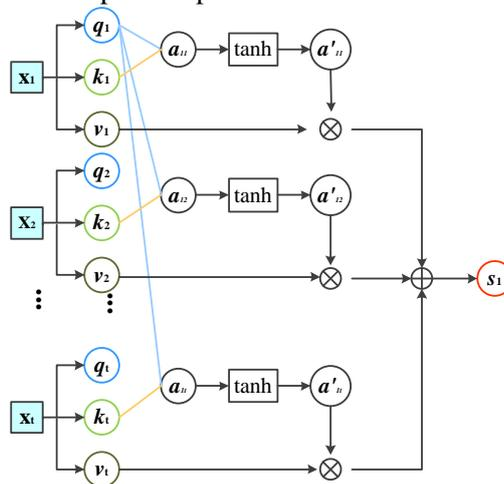 q1
x1 k1 a11 tanh a'11
v1
q2
x2 k2 a12 tanh a'12
v2
s1
qt
xt kt a1t tanh a'1t
vt